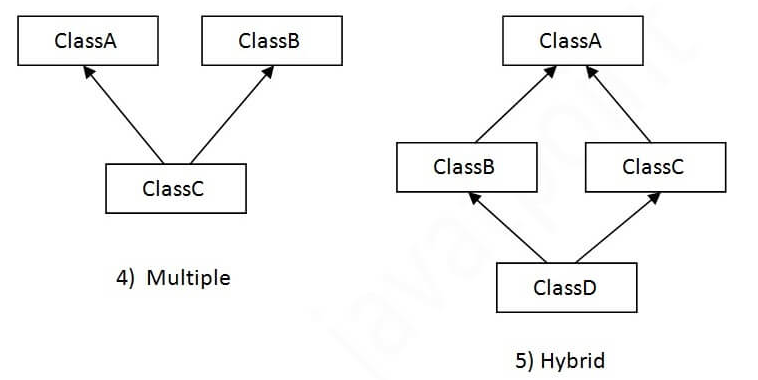 ClassA ClassB
ClassC
4) Multiple
ClassA
ClassB ClassC
ClassD
5) Hybrid